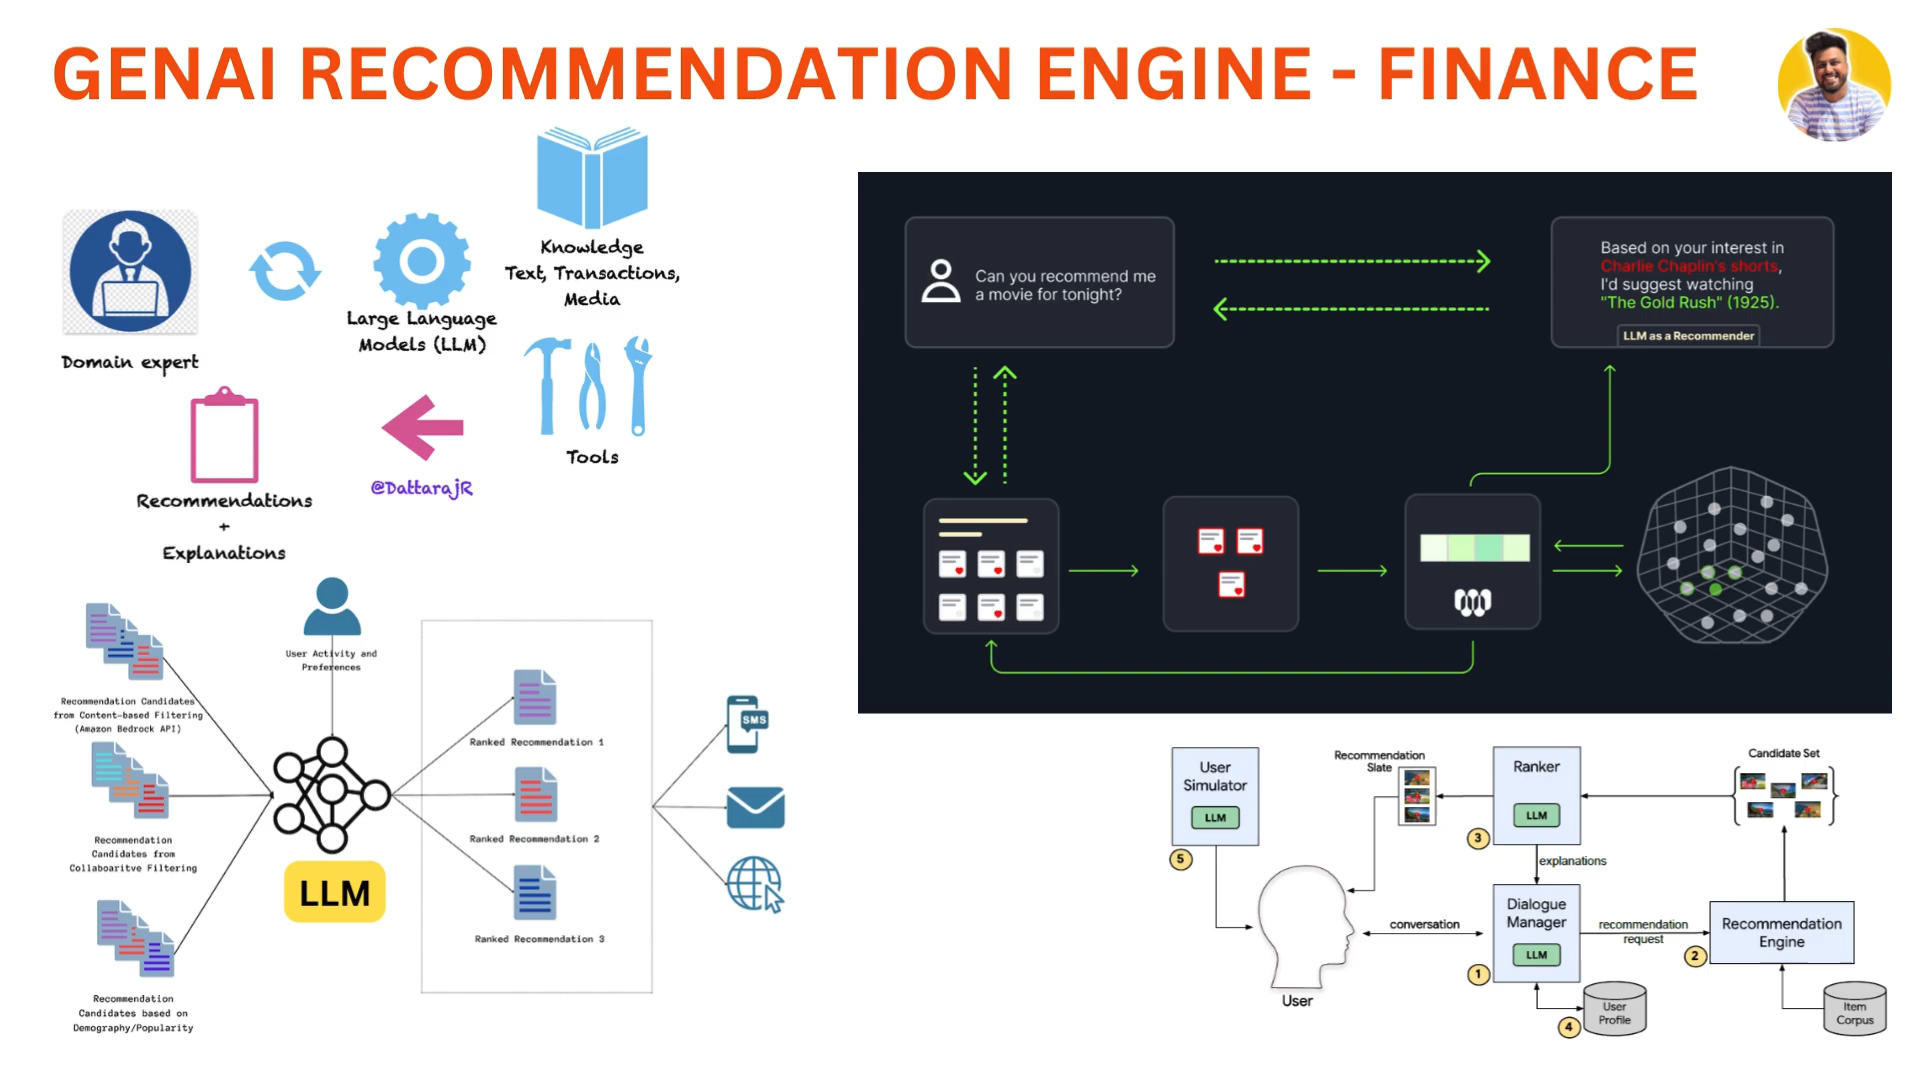 GENAI RECOMMENDATION ENGINE - FINANCE
Knowledge
Text, Transactions,
Media
Large Language
Models (LLM)
Domain expert
Tools
@DattarajR
Recommendations
+
Explanations
Can you recommend me
a movie for tonight?
Based on your interest in
Charlie Chaplin's shorts,
I'd suggest watching
"The Gold Rush" (1925).
LLM as a Recommender
User Activity and
Preferences
Recommendation Candidates
from Content-based Filtering
(Amazon Bedrock API)
Recommendation
Candidates from
Collaboaritve Filtering
Recommendation
Candidates based on
Demography/Popularity
LLM
Ranked Recommendation 1
Ranked Recommendation 2
Ranked Recommendation 3
SMS
User
Simulator
LLM
5
Recommendation
Slate
Ranker
LLM
3
Candidate Set
explanations
Dialogue
Manager
LLM
1
conversation
User
recommendation
request
2
Recommendation
Engine
User
Profile
4
Item
Corpus